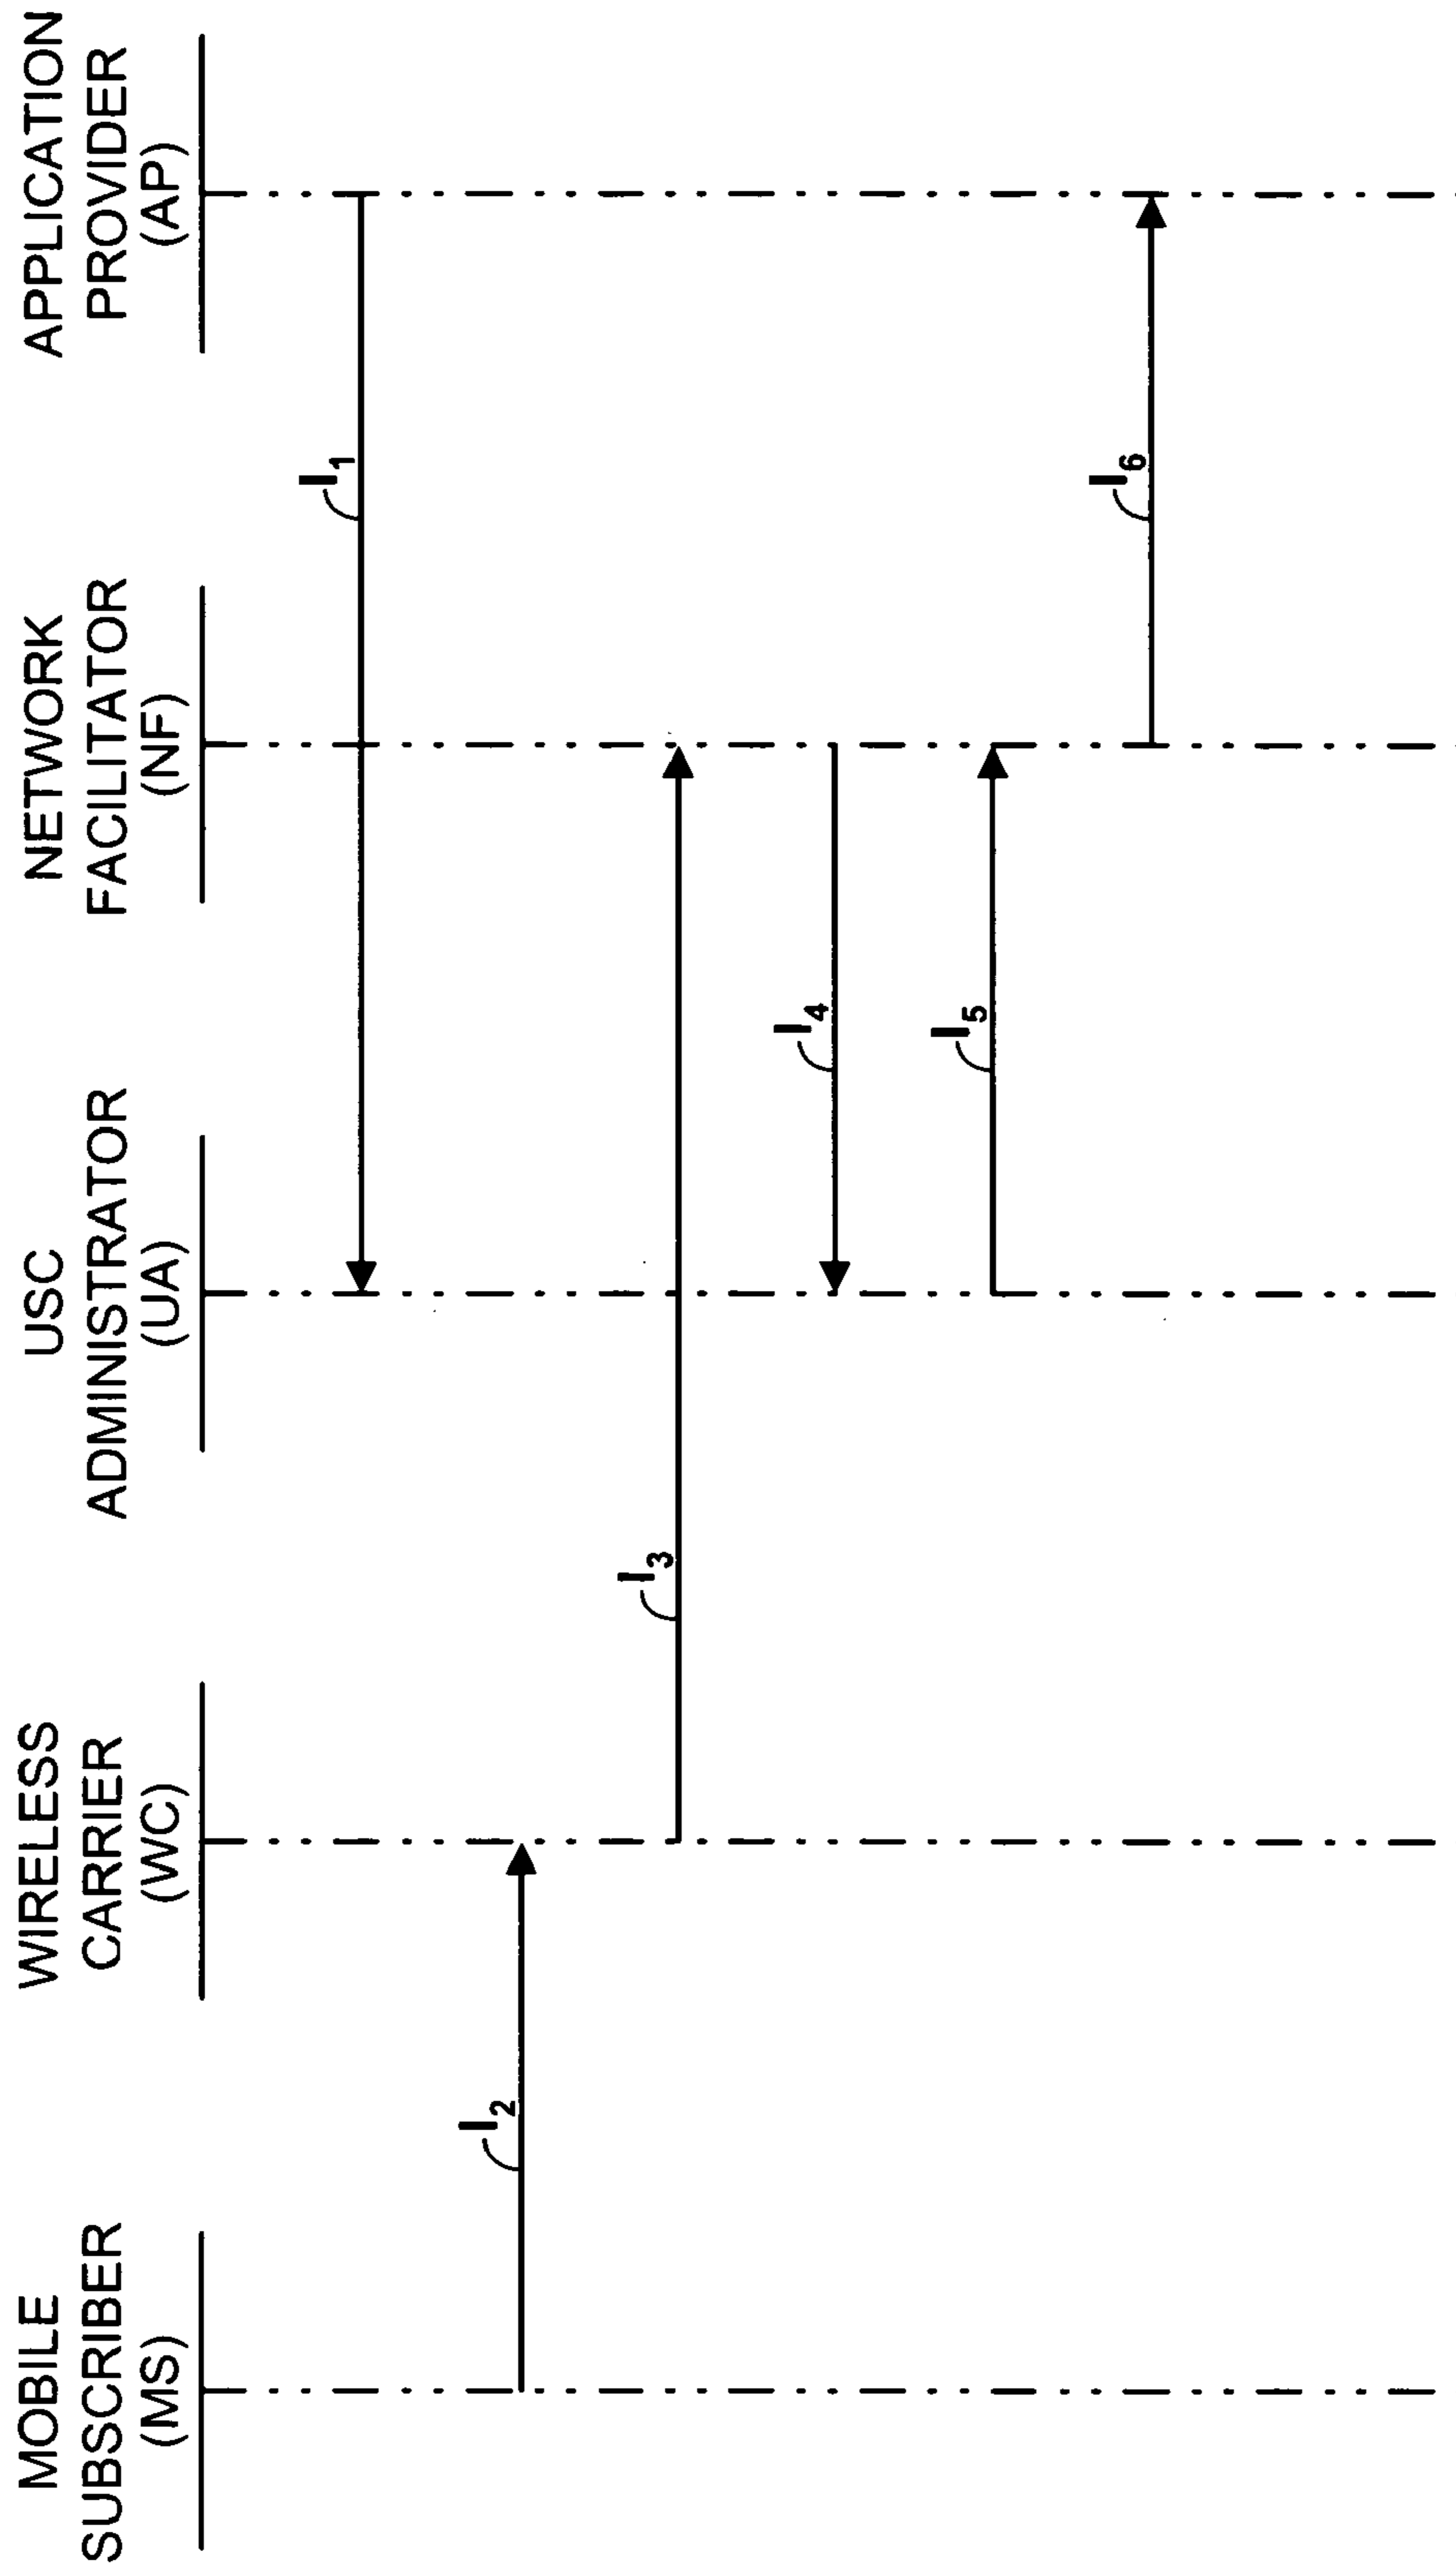 MOBILE
SUBSCRIBER
(MS)
WIRELESS
CARRIER
(WC)
USC
ADMINISTRATOR
(UA)
NETWORK
FACILITATOR
(NF)
APPLICATION
PROVIDER
(AP)
I₁
I₂
I₃
I₄
I₅
I₆